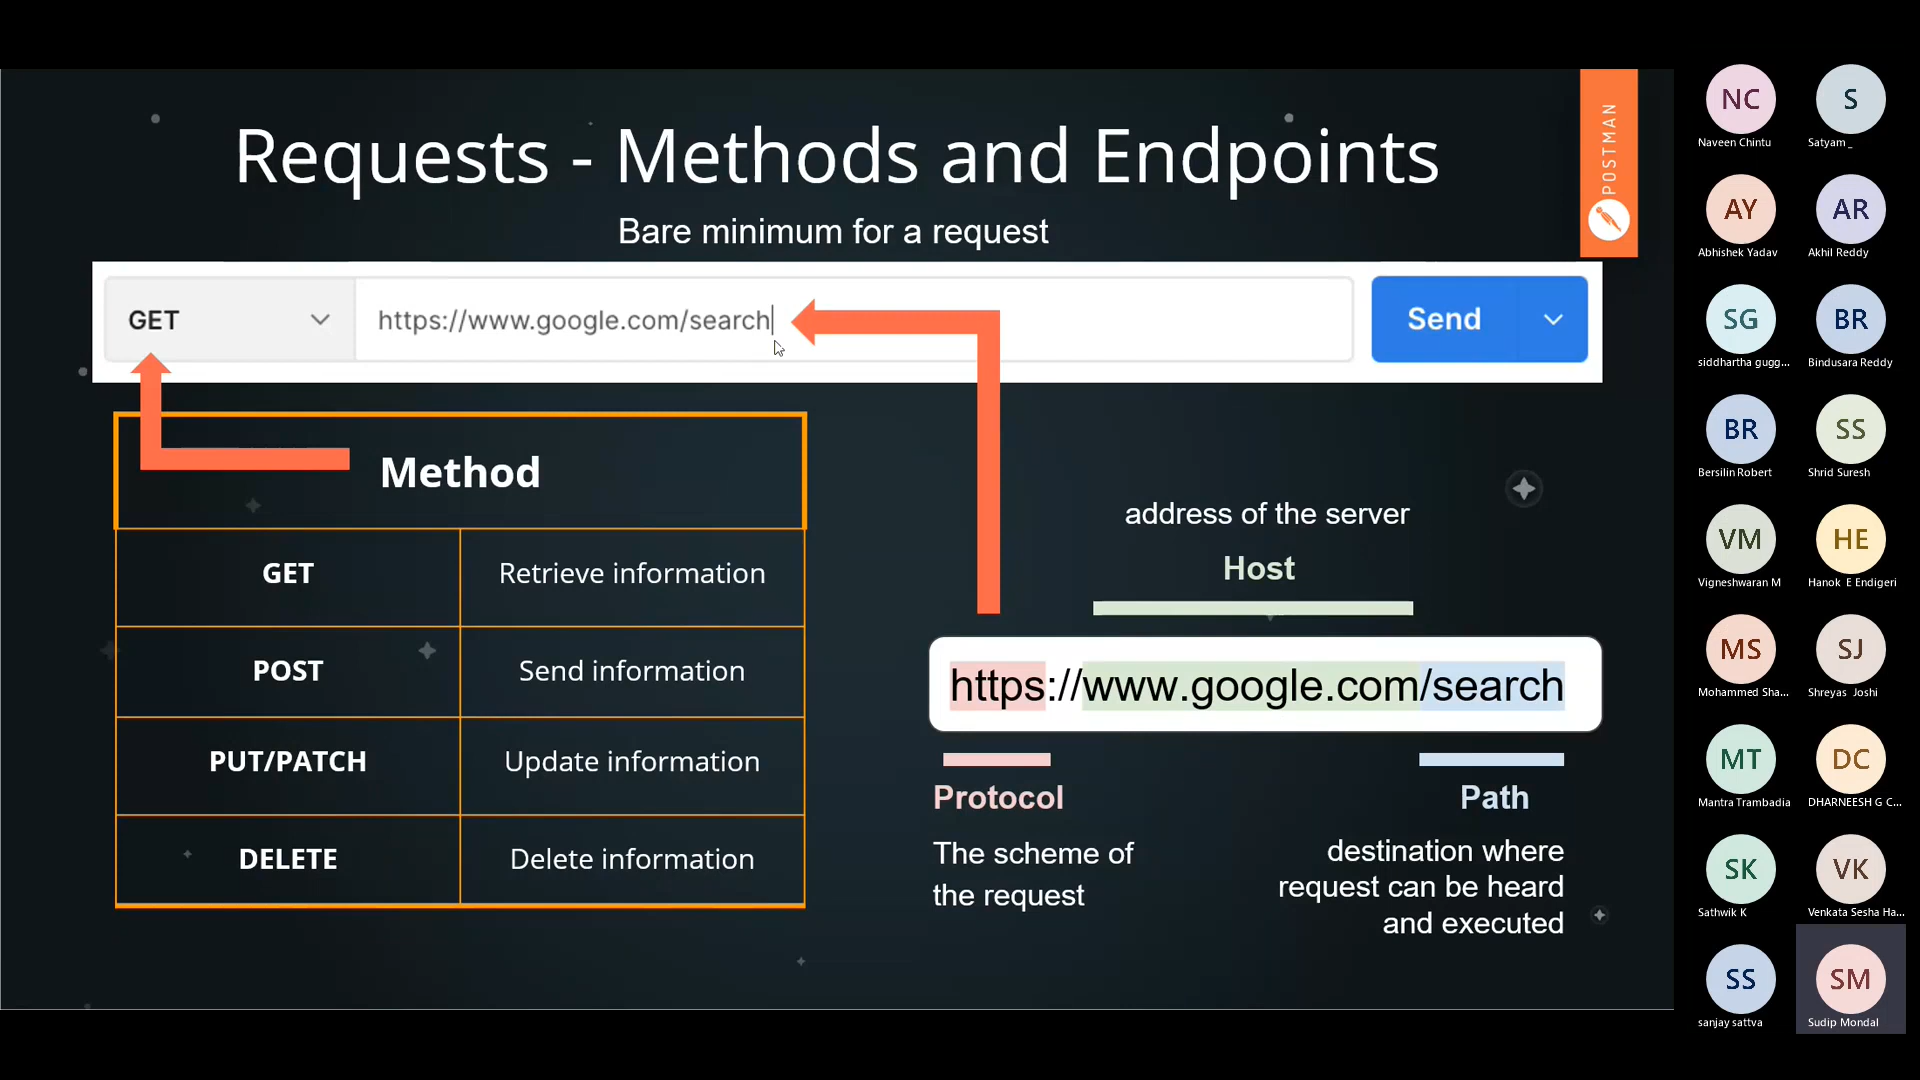 Requests - Methods and Endpoints
POSTMAN
Bare minimum for a request
GET
https://www.google.com/search
Send
Method
GET Retrieve information
POST Send information
PUT/PATCH Update information
DELETE Delete information
address of the server
Host
https://www.google.com/search
Protocol
The scheme of
the request
Path
destination where
request can be heard
and executed
NC S
Naveen Chintu Satyam _
AY AR
Abhishek Yadav Akhil Reddy
SG BR
siddhartha gugg... Bindusara Reddy
BR SS
Bersilin Robert Shrid Suresh
VM HE
Vigneshwaran M Hanok E Endigeri
MS SJ
Mohammed Sha... Shreyas Joshi
MT DC
Mantra Trambadia DHARNEESH G C...
SK VK
Sathwik K Venkata Sesha Ha...
SS SM
sanjay sattva Sudip Mondal